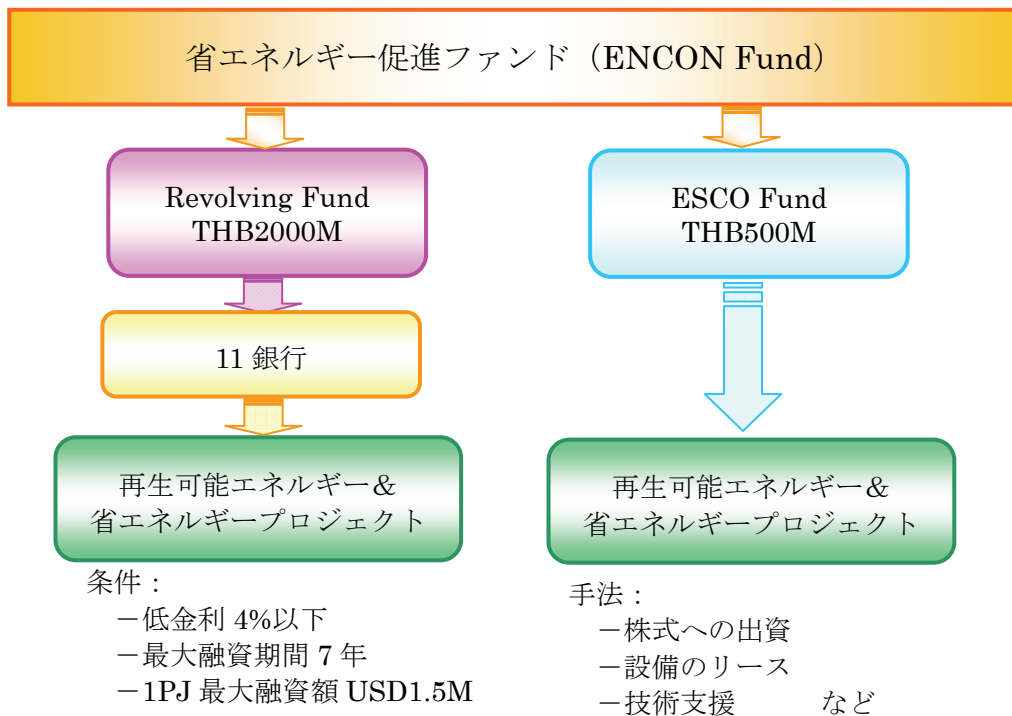 省エネルギー促進ファンド（ENCON Fund）
Revolving Fund
THB2000M
11 銀行
再生可能エネルギー＆
省エネルギープロジェクト
条件：
－低金利 4%以下
－最大融資期間 7 年
－1PJ 最大融資額 USD1.5M
ESCO Fund
THB500M
再生可能エネルギー＆
省エネルギープロジェクト
手法：
－株式への出資
－設備のリース
－技術支援　　　など